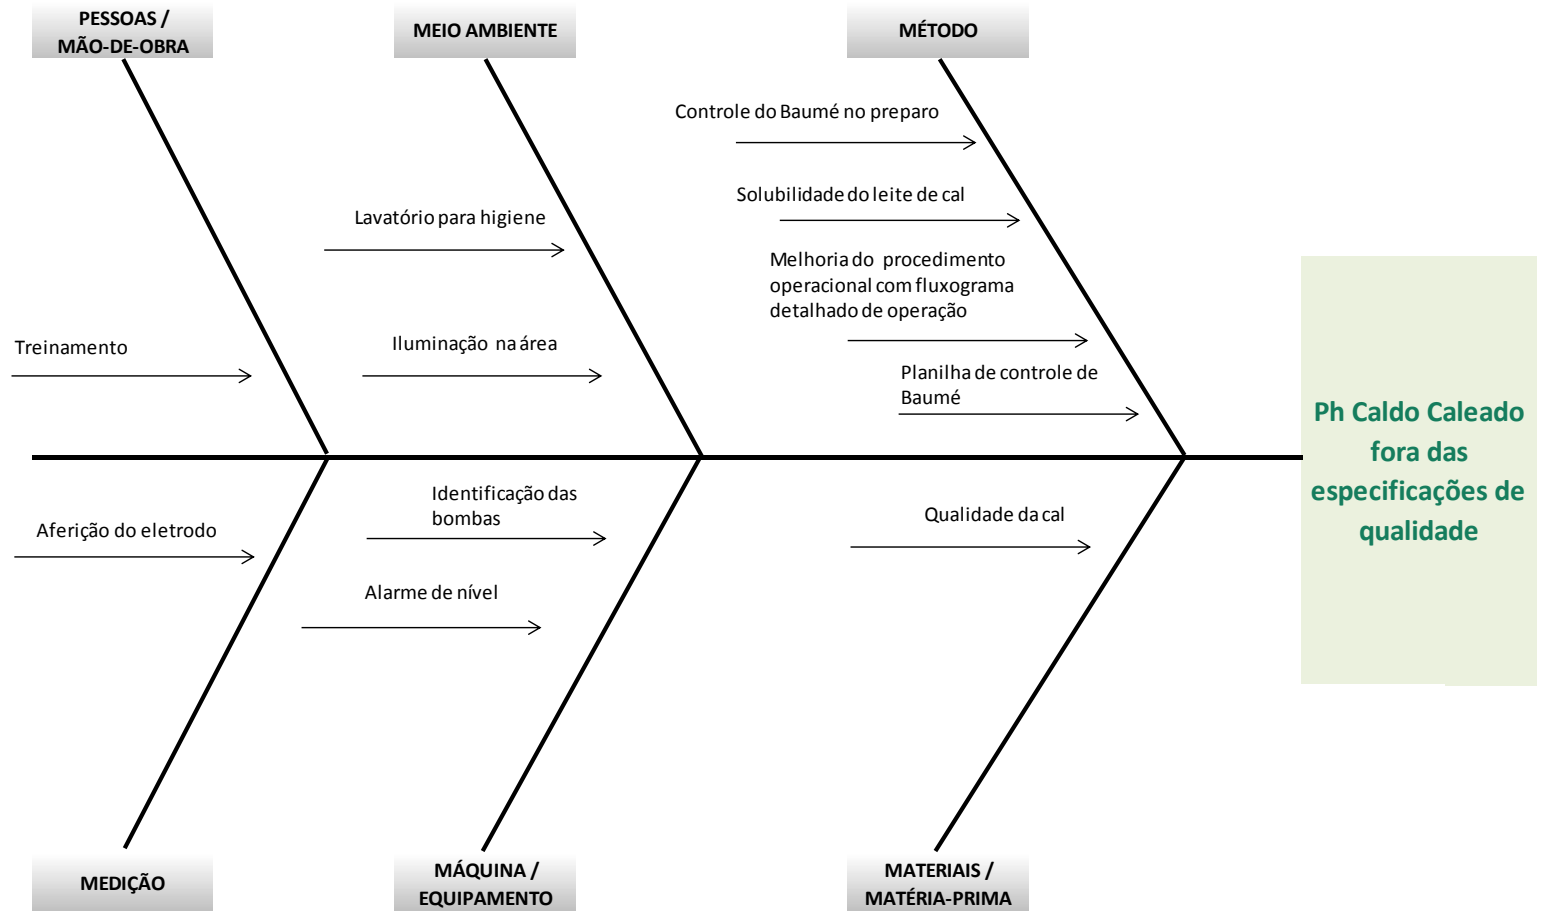 PESSOAS /
MÃO-DE-OBRA
MEIO AMBIENTE
MÉTODO
Controle do Baumé no preparo
Solubilidade do leite de cal
Lavatório para higiene
Melhoria do procedimento
operacional com fluxograma
detalhado de operação
Treinamento
Iluminação na área
Planilha de controle de
Baumé
Ph Caldo Caleado
fora das
especificações de
qualidade
Aferição do eletrodo
Identificação das
bombas
Alarme de nível
Qualidade da cal
MEDIÇÃO
MÁQUINA /
EQUIPAMENTO
MATERIAIS /
MATÉRIA-PRIMA